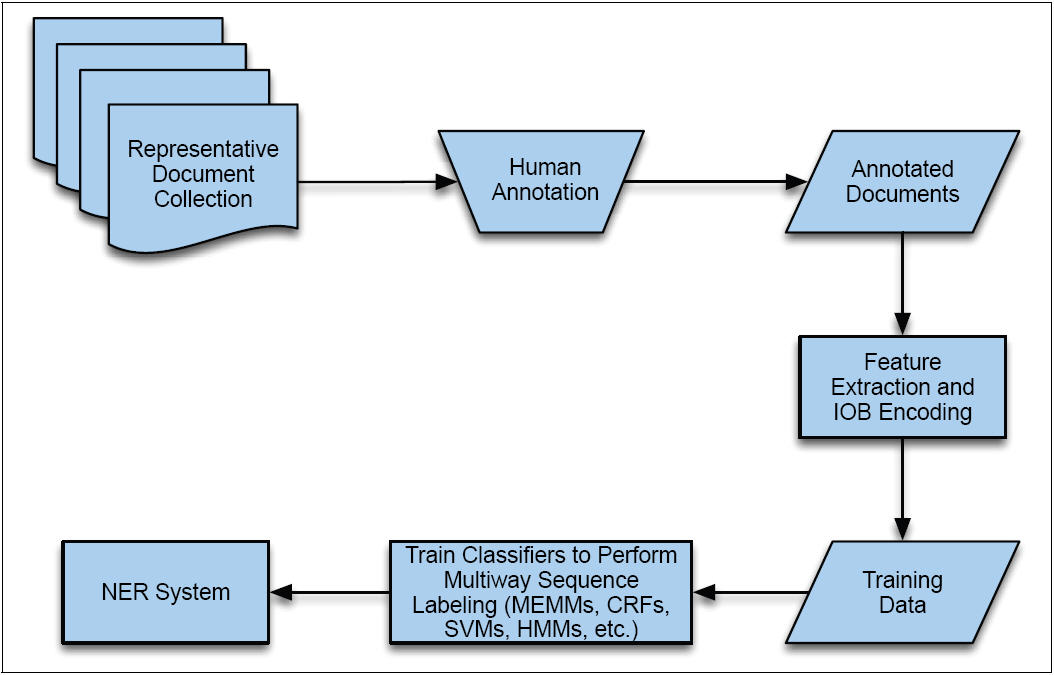 Representative
Document
Collection
Human
Annotation
Annotated
Documents
Feature
Extraction and
IOB Encoding
Training
Data
Train Classifiers to Perform
Multiway Sequence
Labeling (MEMMs, CRFs,
SVMs, HMMs, etc.)
NER System